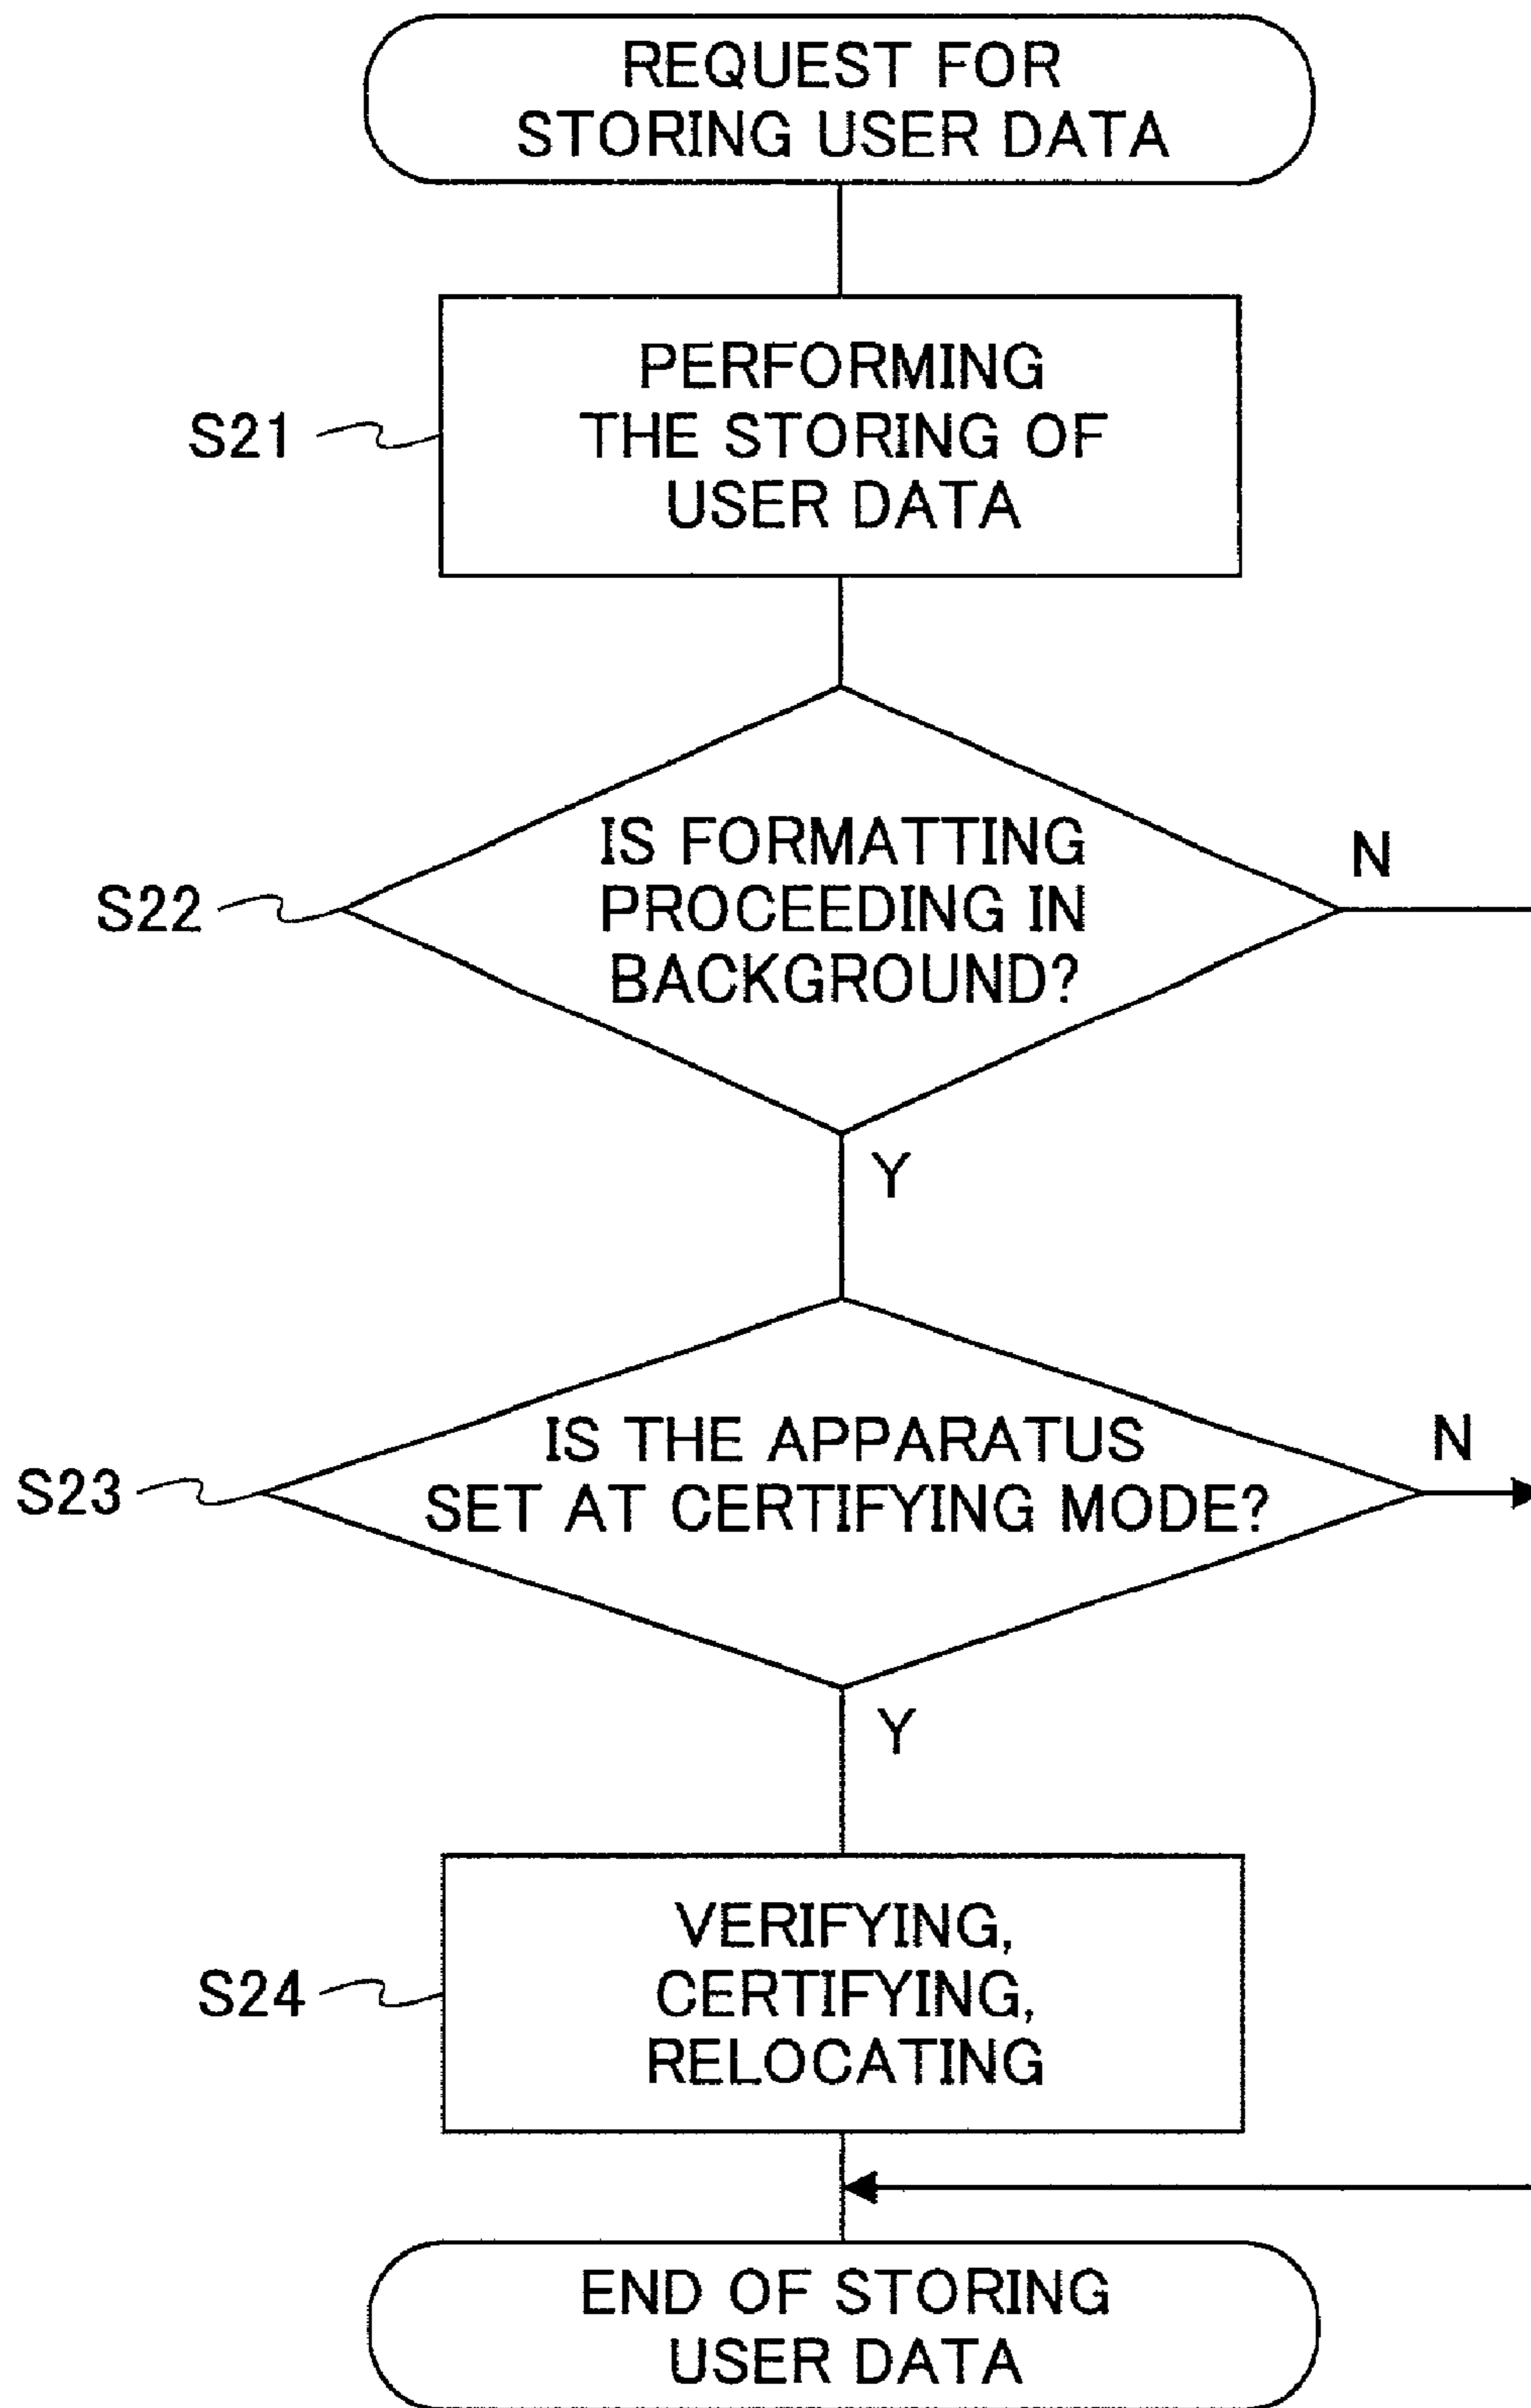 REQUEST FOR
STORING USER DATA
S21
PERFORMING
THE STORING OF
USER DATA
S22
IS FORMATTING
PROCEEDING IN
BACKGROUND?
N
Y
S23
IS THE APPARATUS
SET AT CERTIFYING MODE?
N
Y
S24
VERIFYING,
CERTIFYING,
RELOCATING
END OF STORING
USER DATA